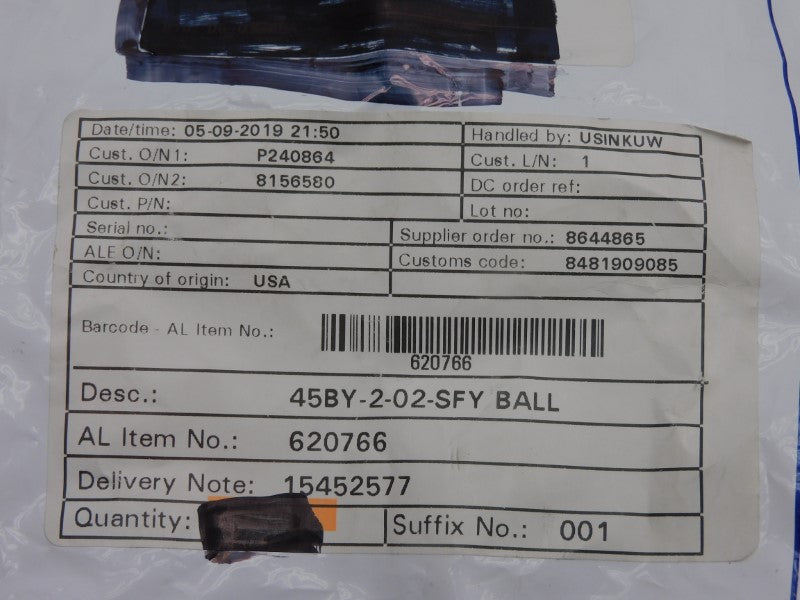 Date/time: 05-09-2019 21:50 Handled by: USINKUW
Cust. O/N1: P240864 Cust. L/N: 1
Cust. O/N2: 8156580 DC order ref:
Cust. P/N: Lot no:
Serial no.: Supplier order no.: 8644865
ALE O/N: Customs code: 8481909085
Country of origin: USA
Barcode - AL Item No.:
620766
Desc.: 45BY-2-02-SFY BALL
AL Item No.: 620766
Delivery Note: 15452577
Quantity: Suffix No.: 001